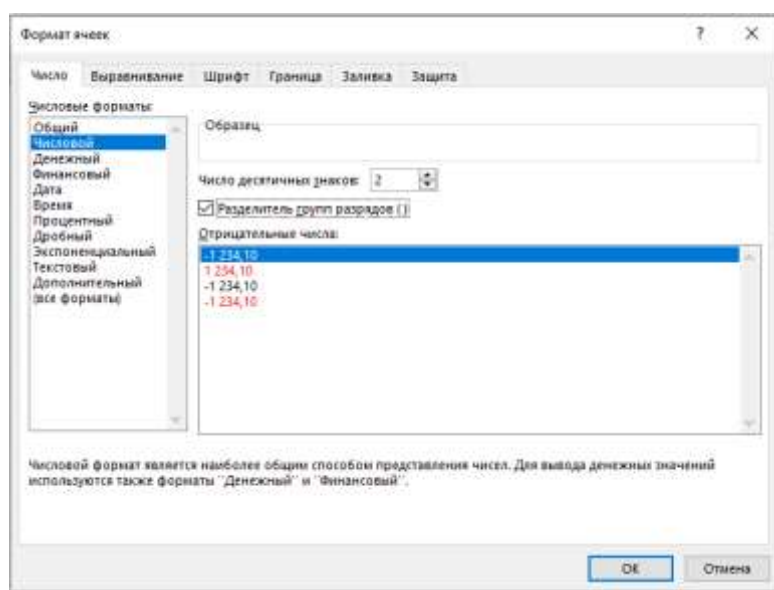 Формат ячеек
?
Число Выравнивание Шрифт Граница Заливка Защита
Числовые форматы:
Общий
Числовой
Денежный
Финансовый
Дата
Время
Процентный
Дробный
Экспоненциальный
Текстовый
Дополнительный
(все форматы)
Образец
Число десятичных знаков: 2
Разделитель групп разрядов ( )
Отрицательные числа:
-1 234,10
1 234,10
-1 234,10
-1 234,10
Числовой формат является наиболее общим способом представления чисел. Для вывода денежных значений
используются также форматы "Денежный" и "Финансовый".
ОК Отмена